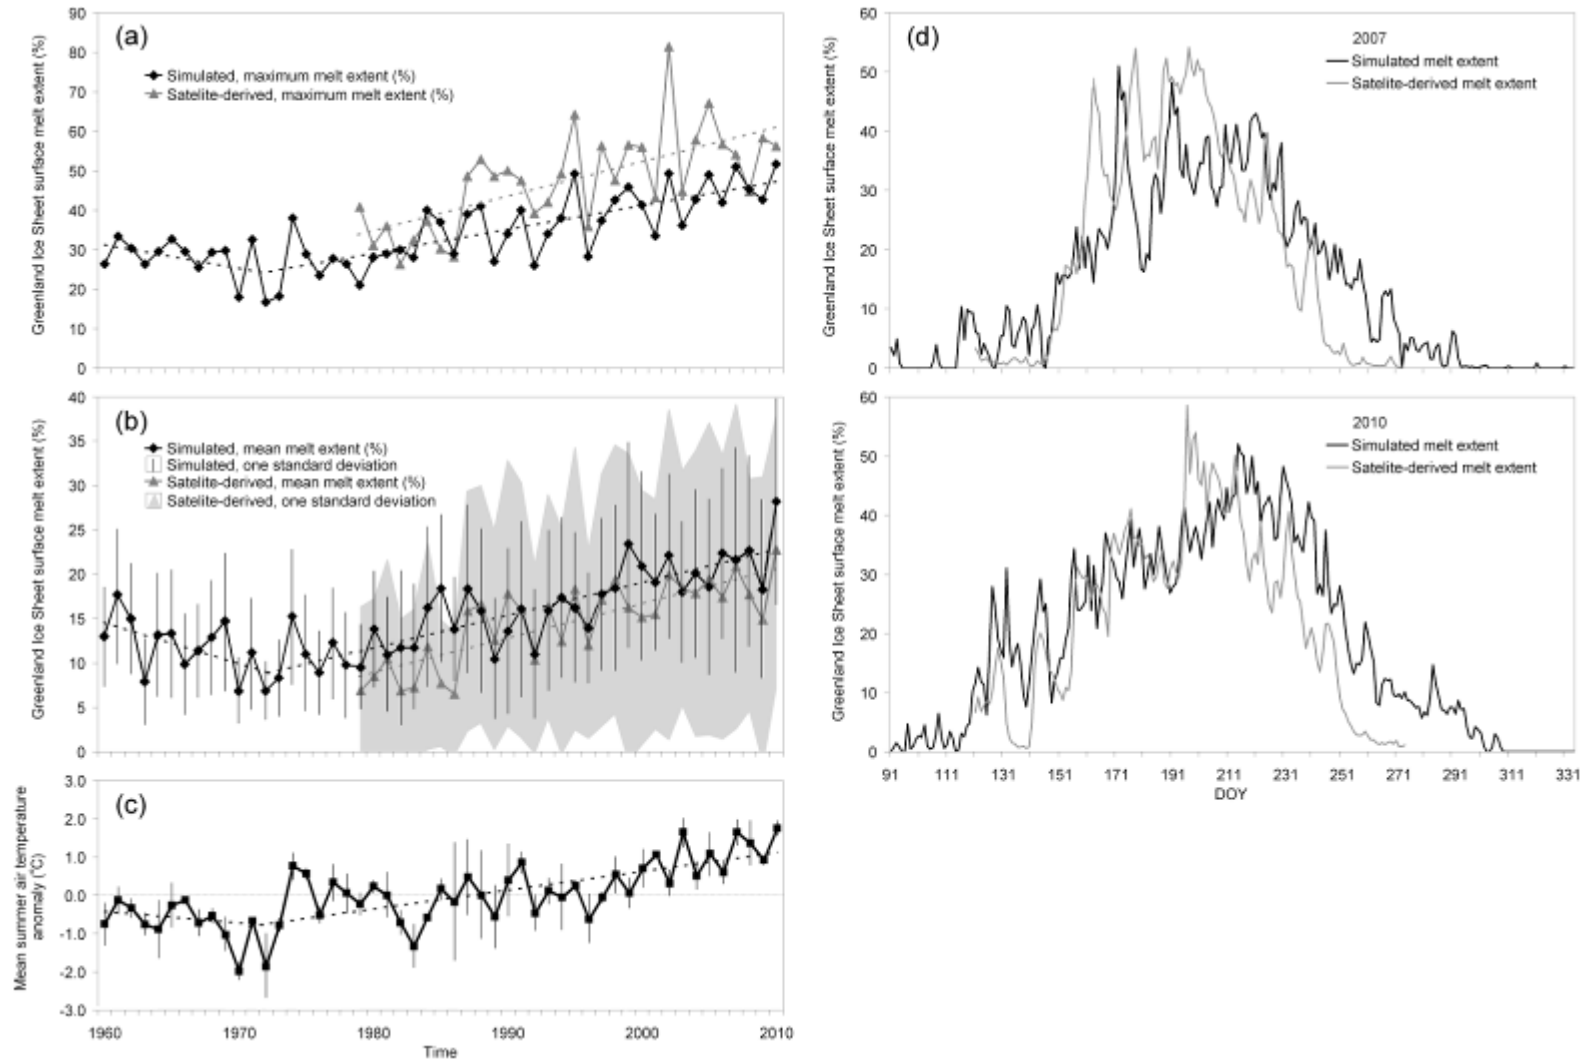 (a)
Simulated, maximum melt extent (%)
Satelite-derived, maximum melt extent (%)
Greenland Ice Sheet surface melt extent (%)
90
80
70
60
50
40
30
20
10
0
(b)
Simulated, mean melt extent (%)
Simulated, one standard deviation
Satelite-derived, mean melt extent (%)
Satelite-derived, one standard deviation
Greenland Ice Sheet surface melt extent (%)
40
35
30
25
20
15
10
5
0
(c)
Mean summer air temperature
anomaly (°C)
3.0
2.0
1.0
0.0
-1.0
-2.0
-3.0
1960 1970 1980 1990 2000 2010
Time
(d)
2007
Simulated melt extent
Satelite-derived melt extent
Greenland Ice Sheet surface melt extent (%)
60
50
40
30
20
10
0
2010
Simulated melt extent
Satelite-derived melt extent
Greenland Ice Sheet surface melt extent (%)
60
50
40
30
20
10
0
91 111 131 151 171 191 211 231 251 271 291 311 331
DOY